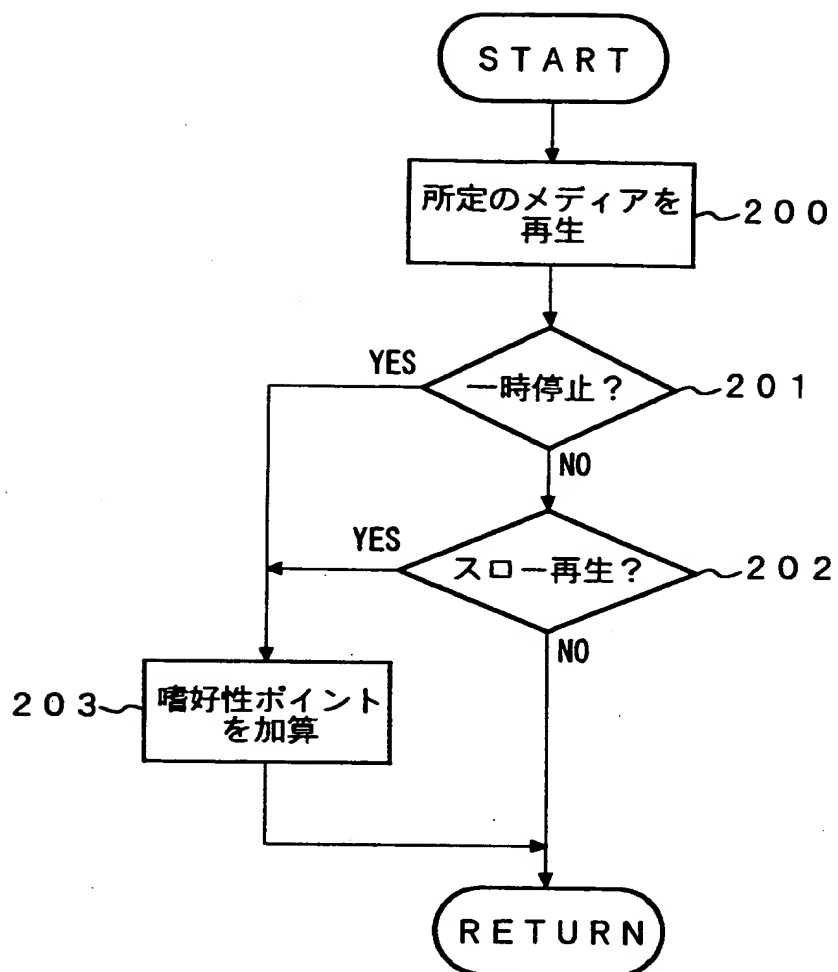 START
所定のメディアを
再生
200
YES
一時停止?
201
NO
YES
スロー再生?
202
NO
203
嗜好性ポイント
を加算
RETURN